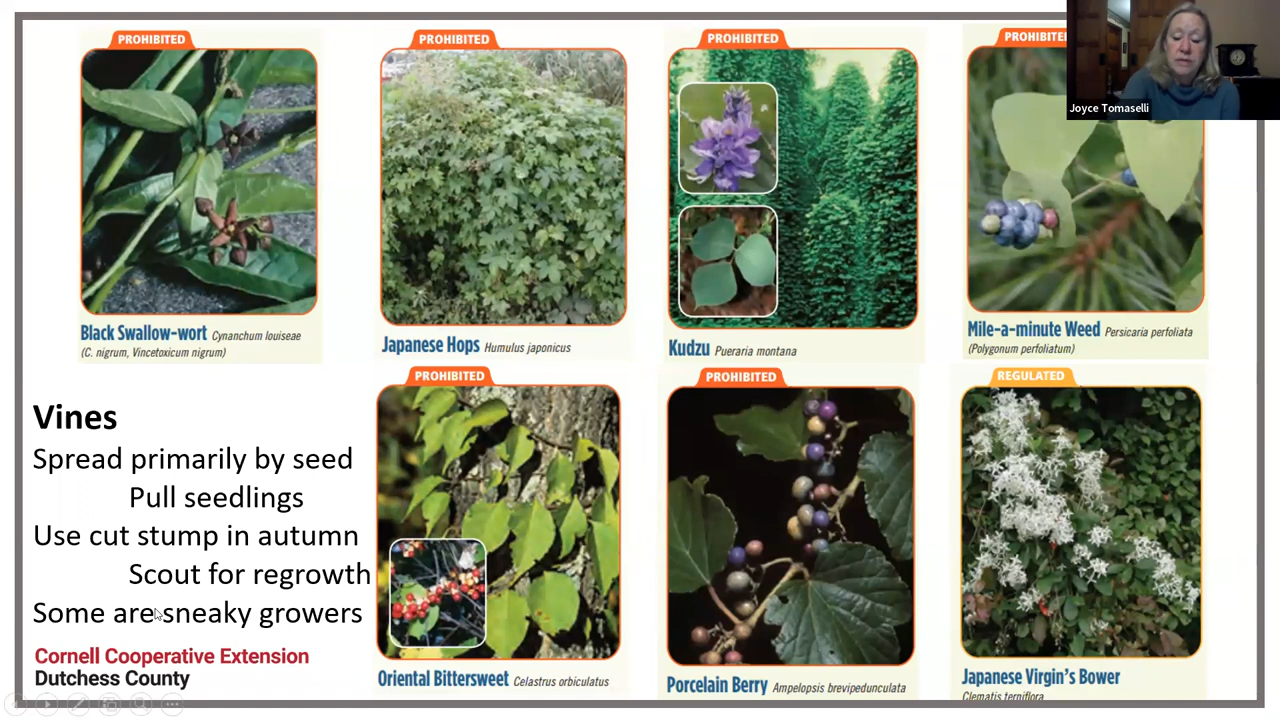 PROHIBITED
Black Swallow-wort Cynanchum louiseae
(C. nigrum, Vincetoxicum nigrum)
PROHIBITED
Japanese Hops Humulus japonicus
PROHIBITED
Kudzu Pueraria montana
PROHIBITED
Mile-a-minute Weed Persicaria perfoliata
(Polygonum perfoliatum)
Joyce Tomaselli
Vines
Spread primarily by seed
Pull seedlings
Use cut stump in autumn
Scout for regrowth
Some are sneaky growers
Cornell Cooperative Extension
Dutchess County
PROHIBITED
Oriental Bittersweet Celastrus orbiculatus
PROHIBITED
Porcelain Berry Ampelopsis brevipedunculata
REGULATED
Japanese Virgin's Bower
Clematis terniflora